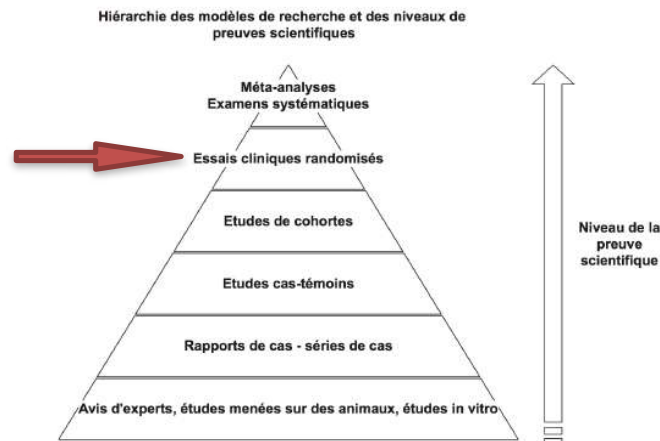 Hiérarchie des modèles de recherche et des niveaux de
preuves scientifiques
Méta-analyses
Examens systématiques
Essais cliniques randomisés
Etudes de cohortes
Niveau de la
preuve
scientifique
Etudes cas-témoins
Rapports de cas - séries de cas
Avis d'experts, études menées sur des animaux, études in vitro